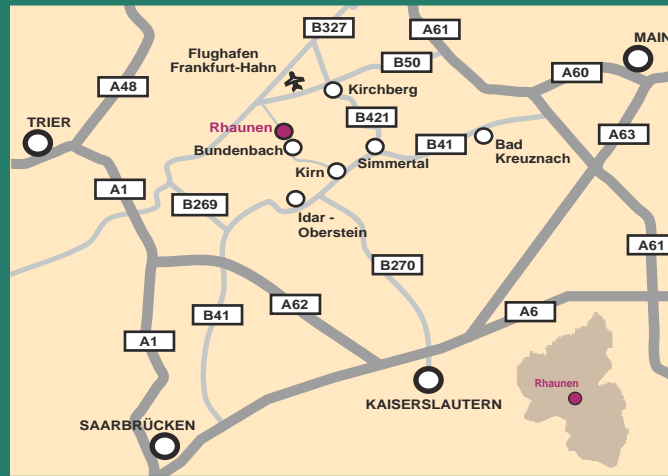 B327
A61
MAIN
Flughafen
Frankfurt-Hahn
B50
A60
A48
Kirchberg
TRIER
Rhaunen
B421
A63
Bundenbach
B41
Bad
Kreuznach
Simmertal
Kirn
A1
B269
Idar -
Oberstein
A61
B270
A62
A6
B41
A1
Rhaunen
KAISERSLAUTERN
SAARBRÜCKEN